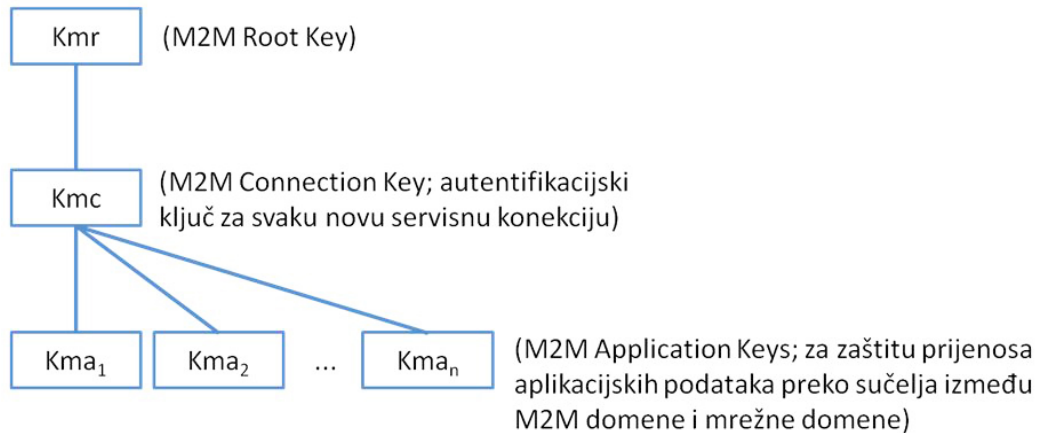 Kmr (M2M Root Key)
Kmc (M2M Connection Key; autentifikacijski
ključ za svaku novu servisnu konekciju)
Kma₁ Kma₂ ... Kmaₙ (M2M Application Keys; za zaštitu prijenosa
aplikacijskih podataka preko sučelja između
M2M domene i mrežne domene)